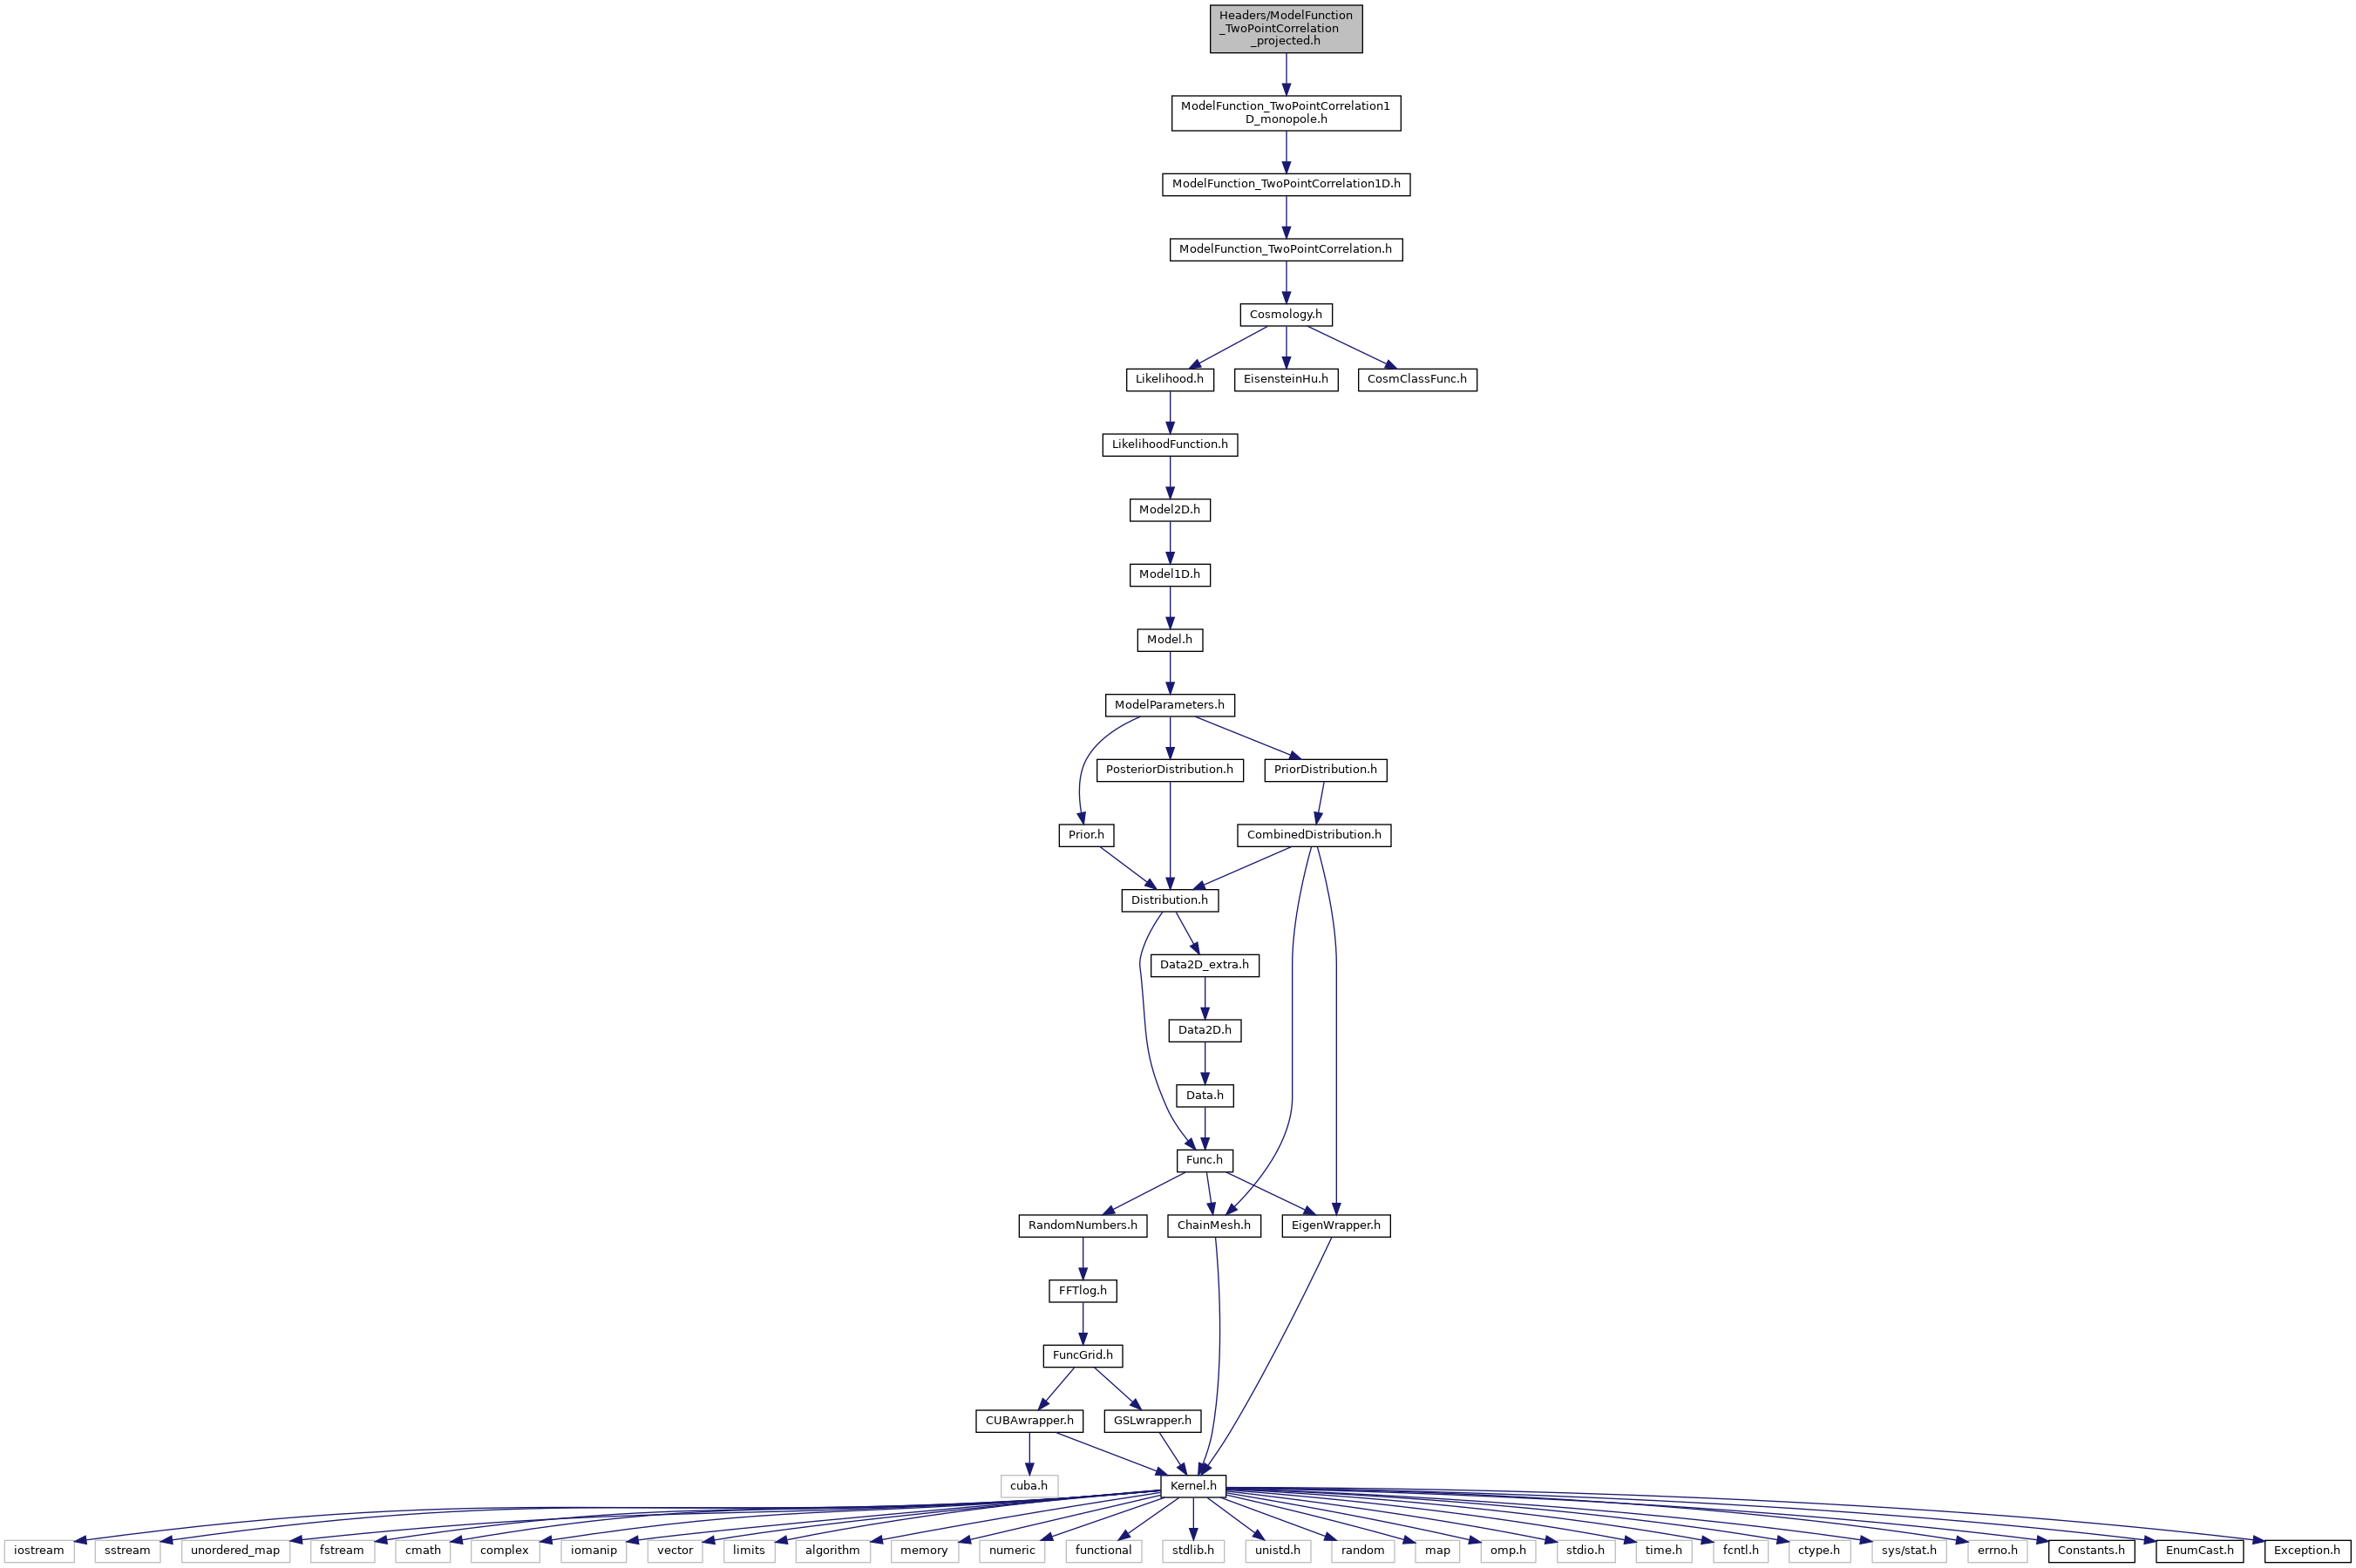 Headers/ModelFunction
_TwoPointCorrelation
_projected.h
ModelFunction_TwoPointCorrelation1
D_monopole.h
ModelFunction_TwoPointCorrelation1D.h
ModelFunction_TwoPointCorrelation.h
Cosmology.h
Likelihood.h
EisensteinHu.h
CosmClassFunc.h
LikelihoodFunction.h
Model2D.h
Model1D.h
Model.h
ModelParameters.h
PosteriorDistribution.h
PriorDistribution.h
Prior.h
CombinedDistribution.h
Distribution.h
Data2D_extra.h
Data2D.h
Data.h
Func.h
RandomNumbers.h
ChainMesh.h
EigenWrapper.h
FFTlog.h
FuncGrid.h
CUBAwrapper.h
GSLwrapper.h
cuba.h
Kernel.h
iostream
sstream
unordered_map
fstream
cmath
complex
iomanip
vector
limits
algorithm
memory
numeric
functional
stdlib.h
unistd.h
random
map
omp.h
stdio.h
time.h
fcntl.h
ctype.h
sys/stat.h
errno.h
Constants.h
EnumCast.h
Exception.h